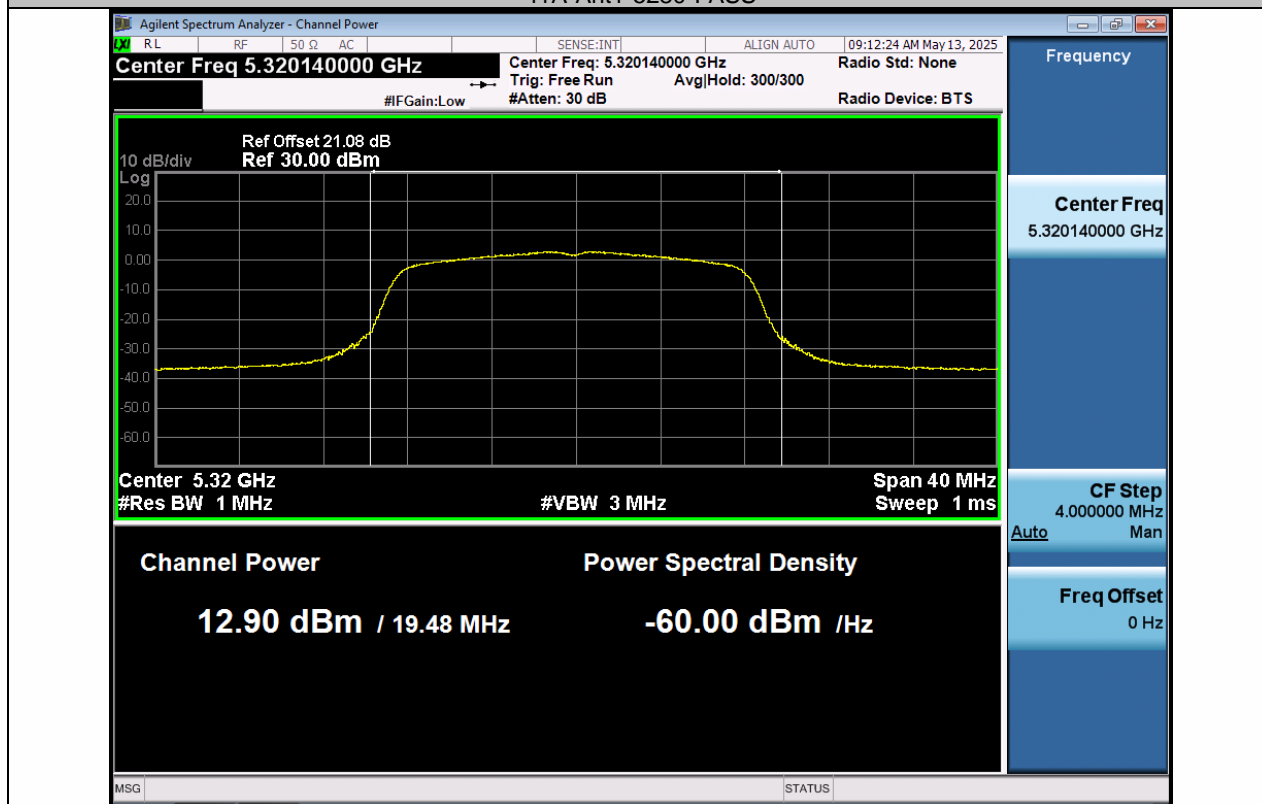 Agilent Spectrum Analyzer - Channel Power
LXI RL RF 50 Ω AC SENSE:INT ALIGN AUTO 09:12:24 AM May 13, 2025
Center Freq 5.320140000 GHz
Center Freq: 5.320140000 GHz Radio Std: None
Trig: Free Run Avg|Hold: 300/300
#IFGain:Low #Atten: 30 dB Radio Device: BTS
Ref Offset 21.08 dB
10 dB/div Ref 30.00 dBm
Log
20.0
10.0
0.00
-10.0
-20.0
-30.0
-40.0
-50.0
-60.0
Center 5.32 GHz Span 40 MHz
#Res BW 1 MHz #VBW 3 MHz Sweep 1 ms
Channel Power Power Spectral Density
12.90 dBm / 19.48 MHz -60.00 dBm /Hz
MSG STATUS
Frequency
Center Freq
5.320140000 GHz
CF Step
4.000000 MHz
Auto Man
Freq Offset
0 Hz